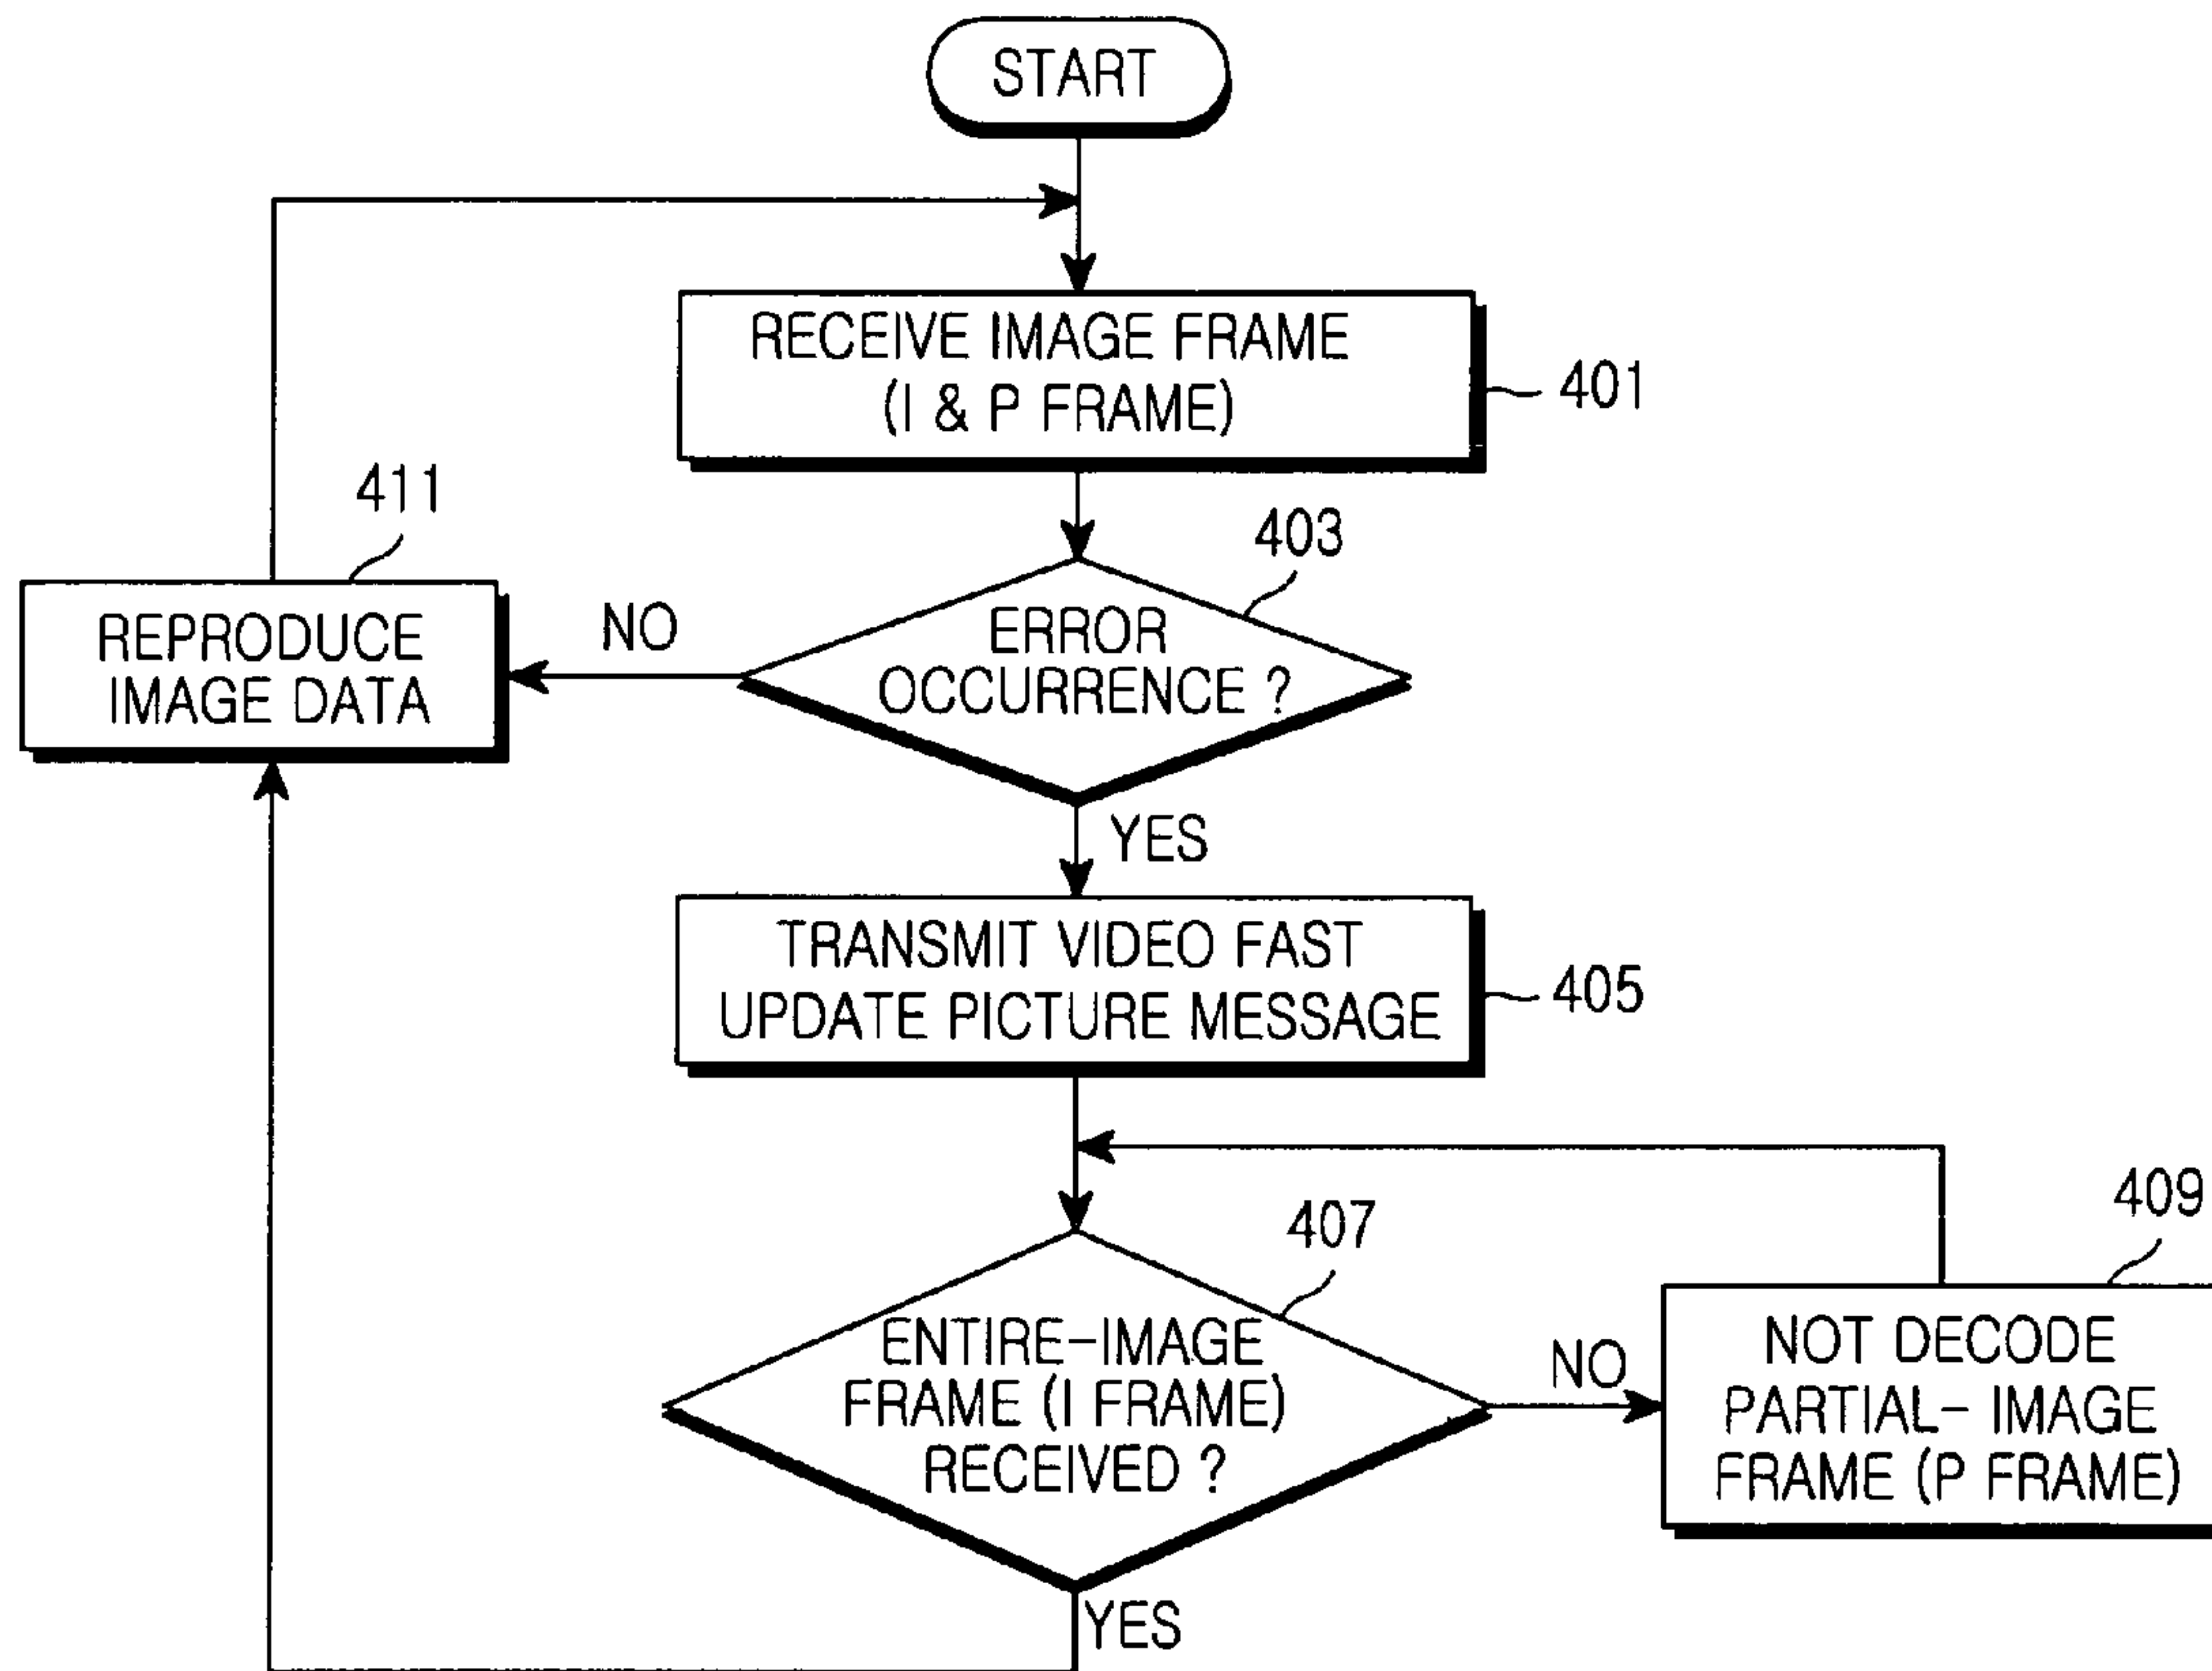 START
RECEIVE IMAGE FRAME
(I & P FRAME)
401
411
403
REPRODUCE
IMAGE DATA
NO
ERROR
OCCURRENCE ?
YES
TRANSMIT VIDEO FAST
UPDATE PICTURE MESSAGE
405
407
409
ENTIRE-IMAGE
FRAME (I FRAME)
RECEIVED ?
NO
NOT DECODE
PARTIAL- IMAGE
FRAME (P FRAME)
YES